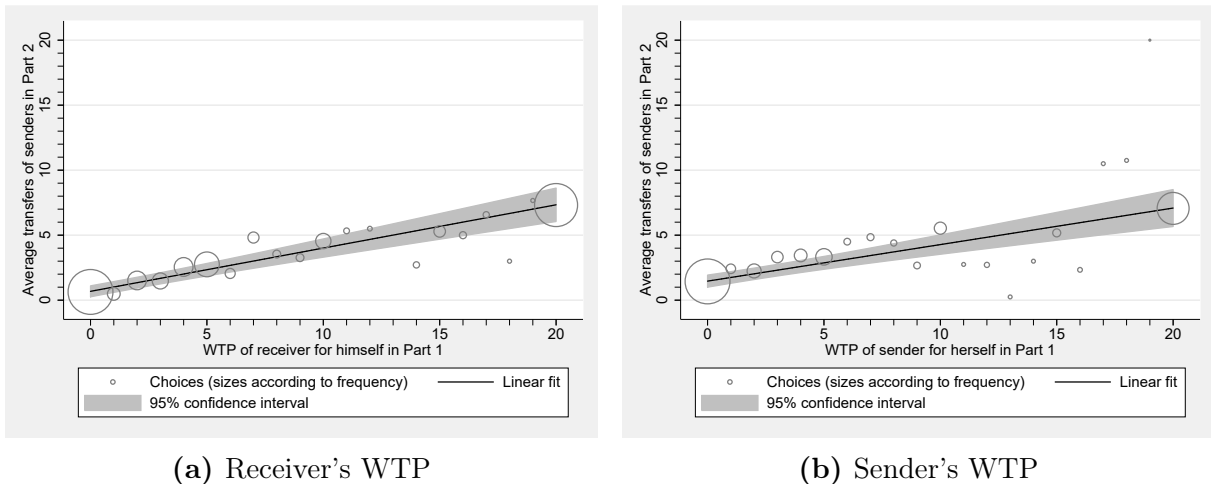 Average transfers of senders in Part 2
20
15
10
5
0
0 5 10 15 20
WTP of receiver for himself in Part 1
Choices (sizes according to frequency) Linear fit
95% confidence interval
(a) Receiver's WTP
Average transfers of senders in Part 2
20
15
10
5
0
0 5 10 15 20
WTP of sender for herself in Part 1
Choices (sizes according to frequency) Linear fit
95% confidence interval
(b) Sender's WTP